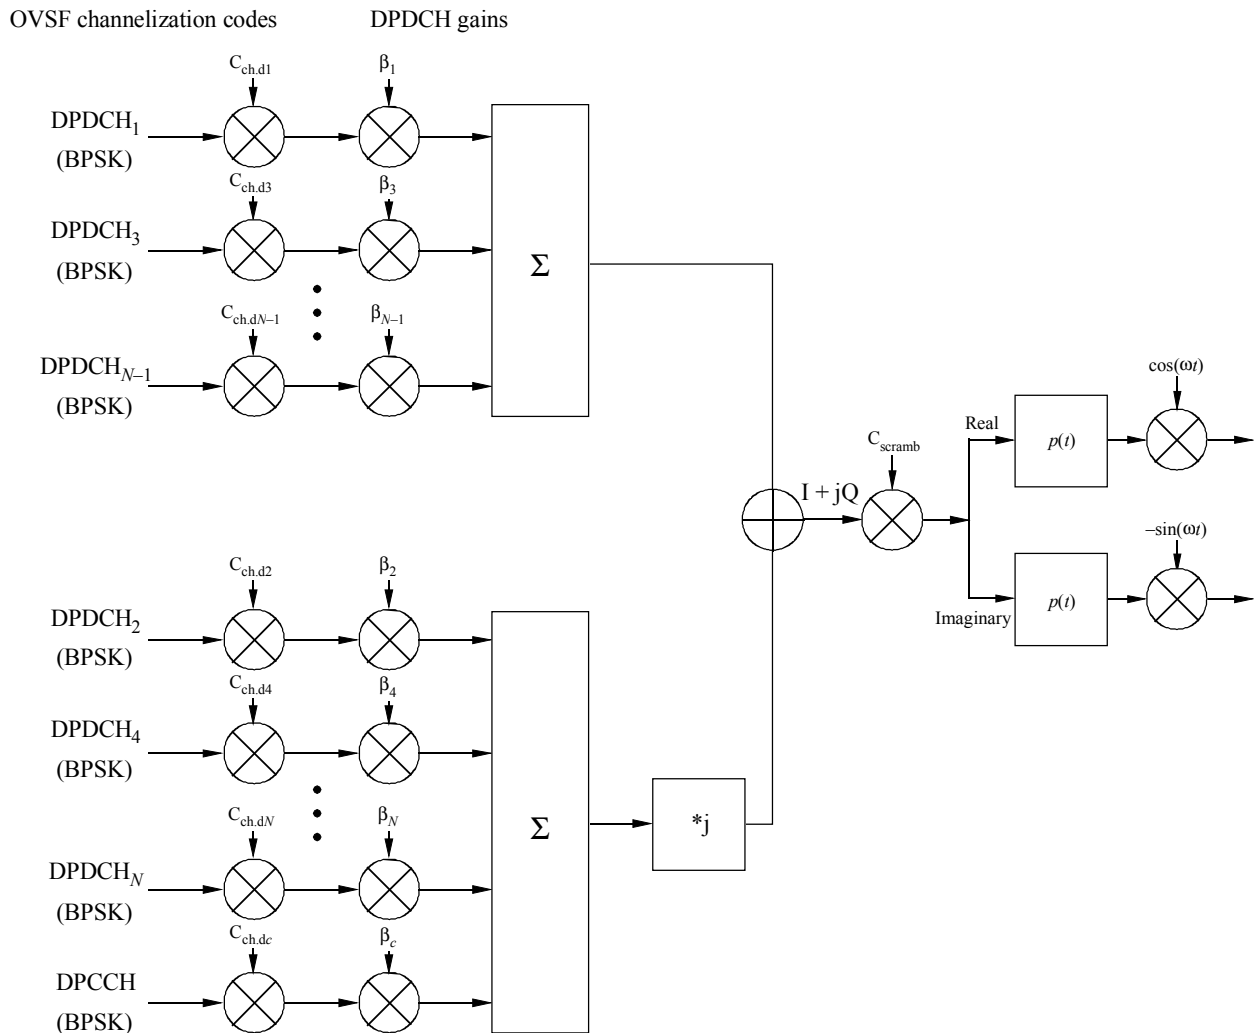 OVSF channelization codes DPDCH gains
C_ch.d1 β_1
DPDCH_1
(BPSK)
C_ch.d3 β_3
DPDCH_3
(BPSK)
Σ
C_ch.dN–1 β_N–1
DPDCH_N–1
(BPSK)
cos(ωt)
Real
p(t)
C_scramb
I + jQ
–sin(ωt)
Imaginary
p(t)
C_ch.d2 β_2
DPDCH_2
(BPSK)
C_ch.d4 β_4
DPDCH_4
(BPSK)
Σ
*j
C_ch.dN β_N
DPDCH_N
(BPSK)
C_ch.dc β_c
DPCCH
(BPSK)